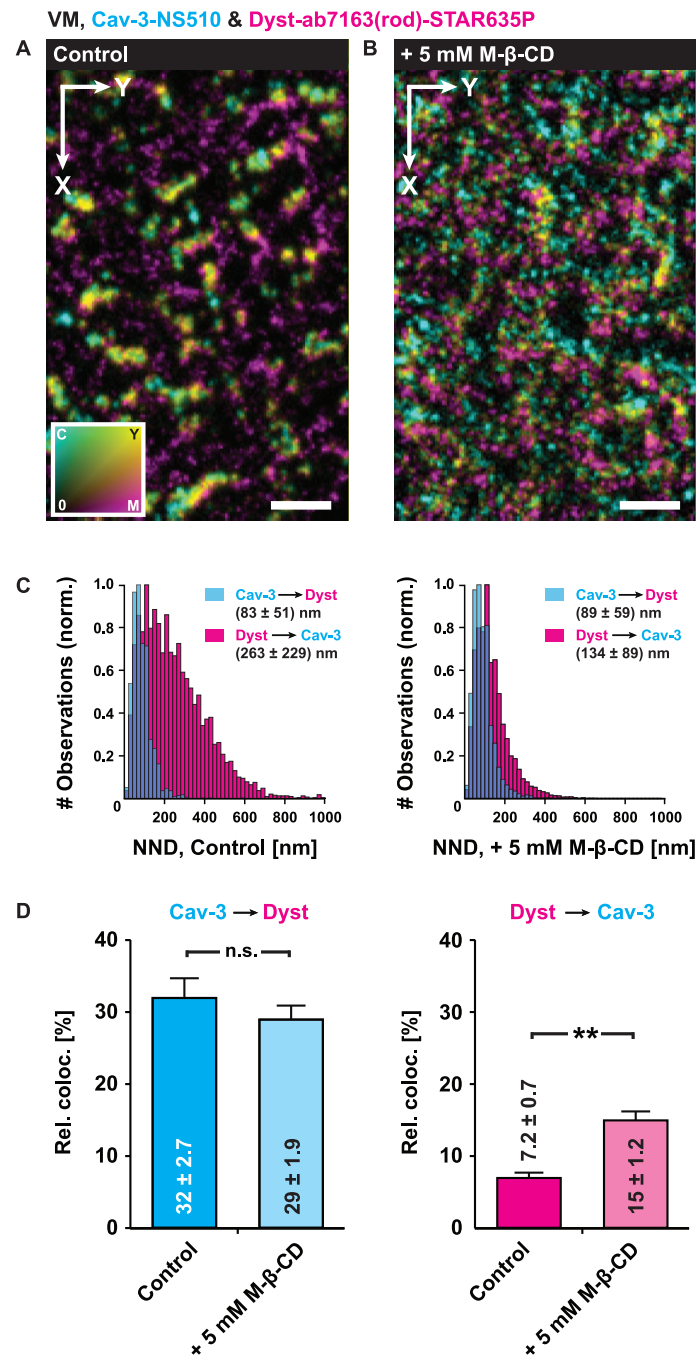 VM, Cav-3-NS510 & Dyst-ab7163(rod)-STAR635P
A
Control
Y
X
C
Y
0
M
B
+ 5 mM M-β-CD
Y
X
C
# Observations (norm.)
1.0
0.8
0.6
0.4
0.2
0
200
400
600
800
1000
Cav-3 → Dyst
(83 ± 51) nm
Dyst → Cav-3
(263 ± 229) nm
NND, Control [nm]
# Observations (norm.)
1.0
0.8
0.6
0.4
0.2
0
200
400
600
800
1000
Cav-3 → Dyst
(89 ± 59) nm
Dyst → Cav-3
(134 ± 89) nm
NND, + 5 mM M-β-CD [nm]
D
Cav-3 → Dyst
Rel. coloc. [%]
40
30
20
10
0
n.s.
32 ± 2.7
29 ± 1.9
Control
+ 5 mM M-β-CD
Dyst → Cav-3
Rel. coloc. [%]
40
30
20
10
0
**
7.2 ± 0.7
15 ± 1.2
Control
+ 5 mM M-β-CD